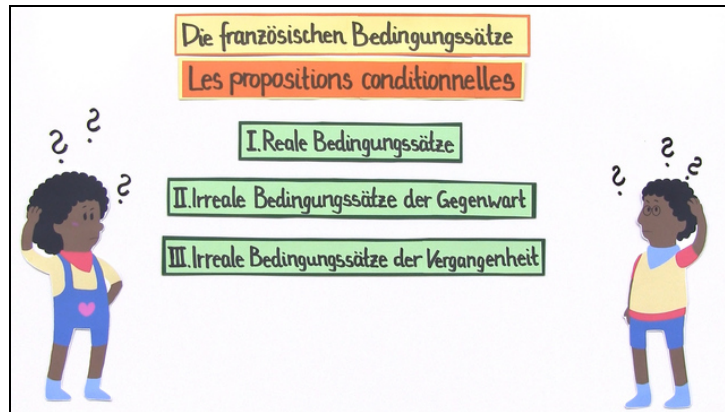 Die französischen Bedingungssätze
Les propositions conditionnelles
I. Reale Bedingungssätze
II. Irreale Bedingungssätze der Gegenwart
III. Irreale Bedingungssätze der Vergangenheit
? ? ?
? ? ?